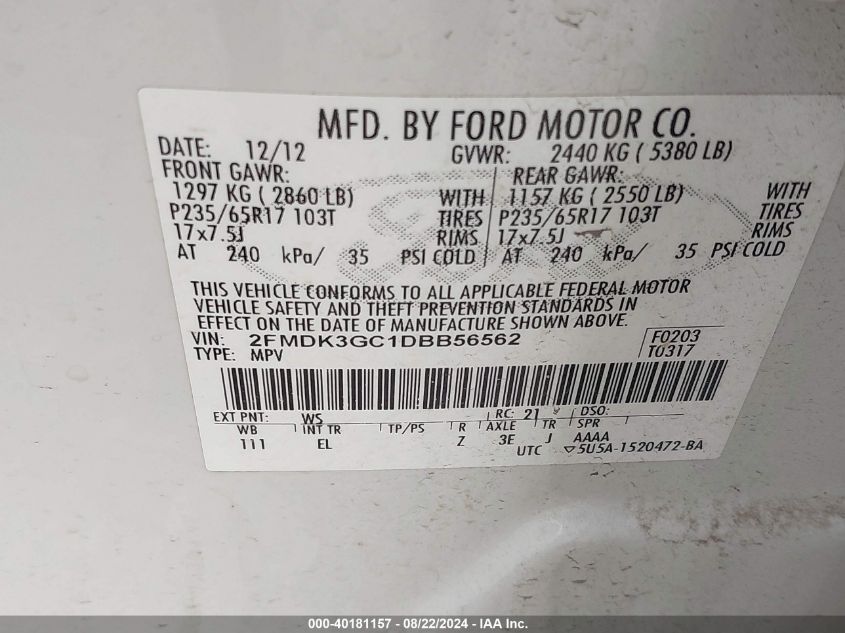 MFD. BY FORD MOTOR CO.
DATE: 12/12 GVWR: 2440 KG ( 5380 LB)
FRONT GAWR: REAR GAWR:
1297 KG ( 2860 LB) WITH 1157 KG ( 2550 LB) WITH
P235/65R17 103T TIRES P235/65R17 103T TIRES
17x7.5J RIMS 17x7.5J RIMS
AT 240 kPa/ 35 PSI COLD AT 240 kPa/ 35 PSI COLD
THIS VEHICLE CONFORMS TO ALL APPLICABLE FEDERAL MOTOR
VEHICLE SAFETY AND THEFT PREVENTION STANDARDS IN
EFFECT ON THE DATE OF MANUFACTURE SHOWN ABOVE.
VIN: 2FMDK3GC1DBB56562 F0203
TYPE: MPV T0317
EXT PNT: WS RC: 21 DSO:
WB INT TR TP/PS R AXLE TR SPR
111 EL Z 3E J AAAA
UTC ▽5U5A-1520472-BA
000-40181157 - 08/22/2024 - IAA Inc.